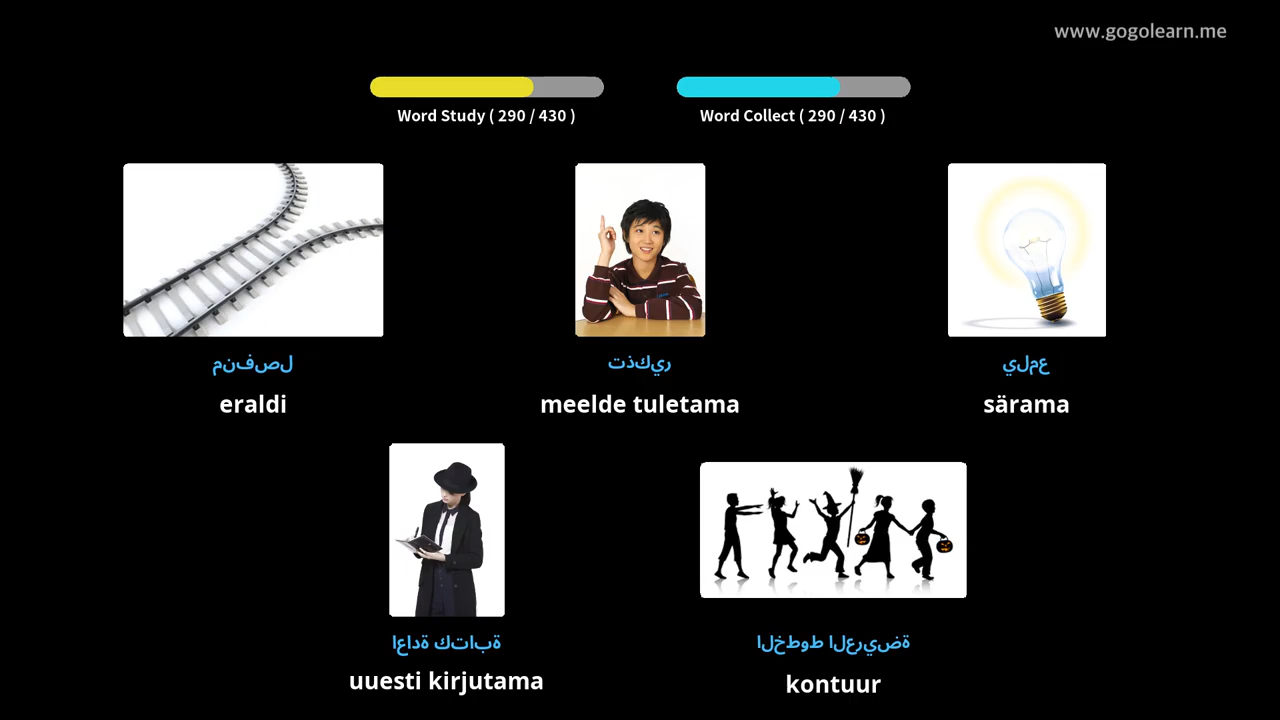 www.gogolearn.me
Word Study ( 290 / 430 )
Word Collect ( 290 / 430 )
منفصل
eraldi
تذكير
meelde tuletama
يلمع
särama
اعادة كتابة
uuesti kirjutama
الخطوط العريضة
kontuur